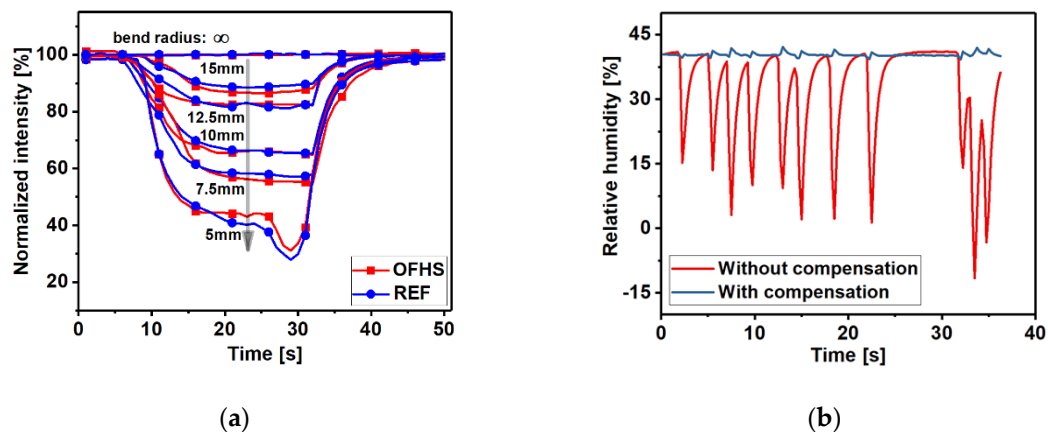 bend radius: ∞
15mm
12.5mm
10mm
7.5mm
5mm
OFHS
REF
Normalized intensity [%]
100
80
60
40
20
0 10 20 30 40 50
Time [s]
(a)
Relative humidity [%]
45
30
15
0
-15
Without compensation
With compensation
0 10 20 30 40
Time [s]
(b)